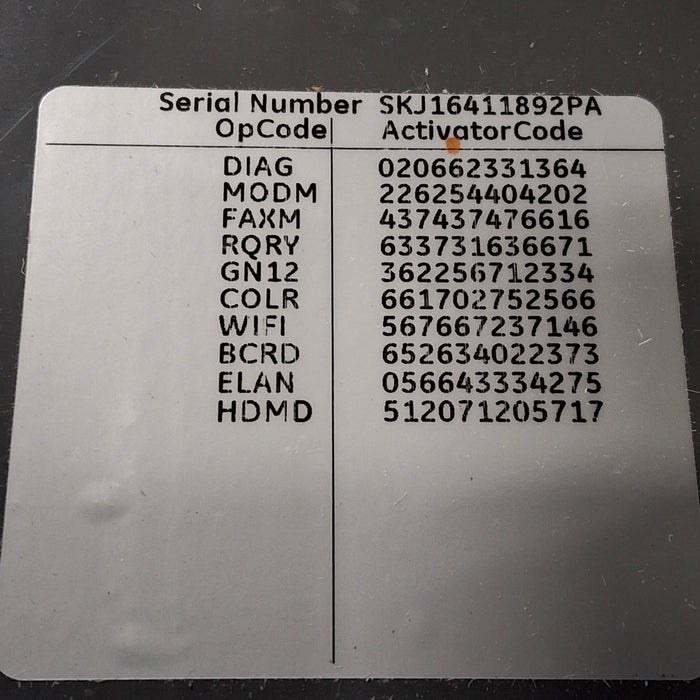 Serial Number SKJ16411892PA
OpCode ActivatorCode
DIAG 020662331364
MODM 226254404202
FAXM 437437476616
RQRY 633731636671
GN12 362256712334
COLR 661702752566
WIFI 567667237146
BCRD 652634022373
ELAN 056643334275
HDMD 512071205717